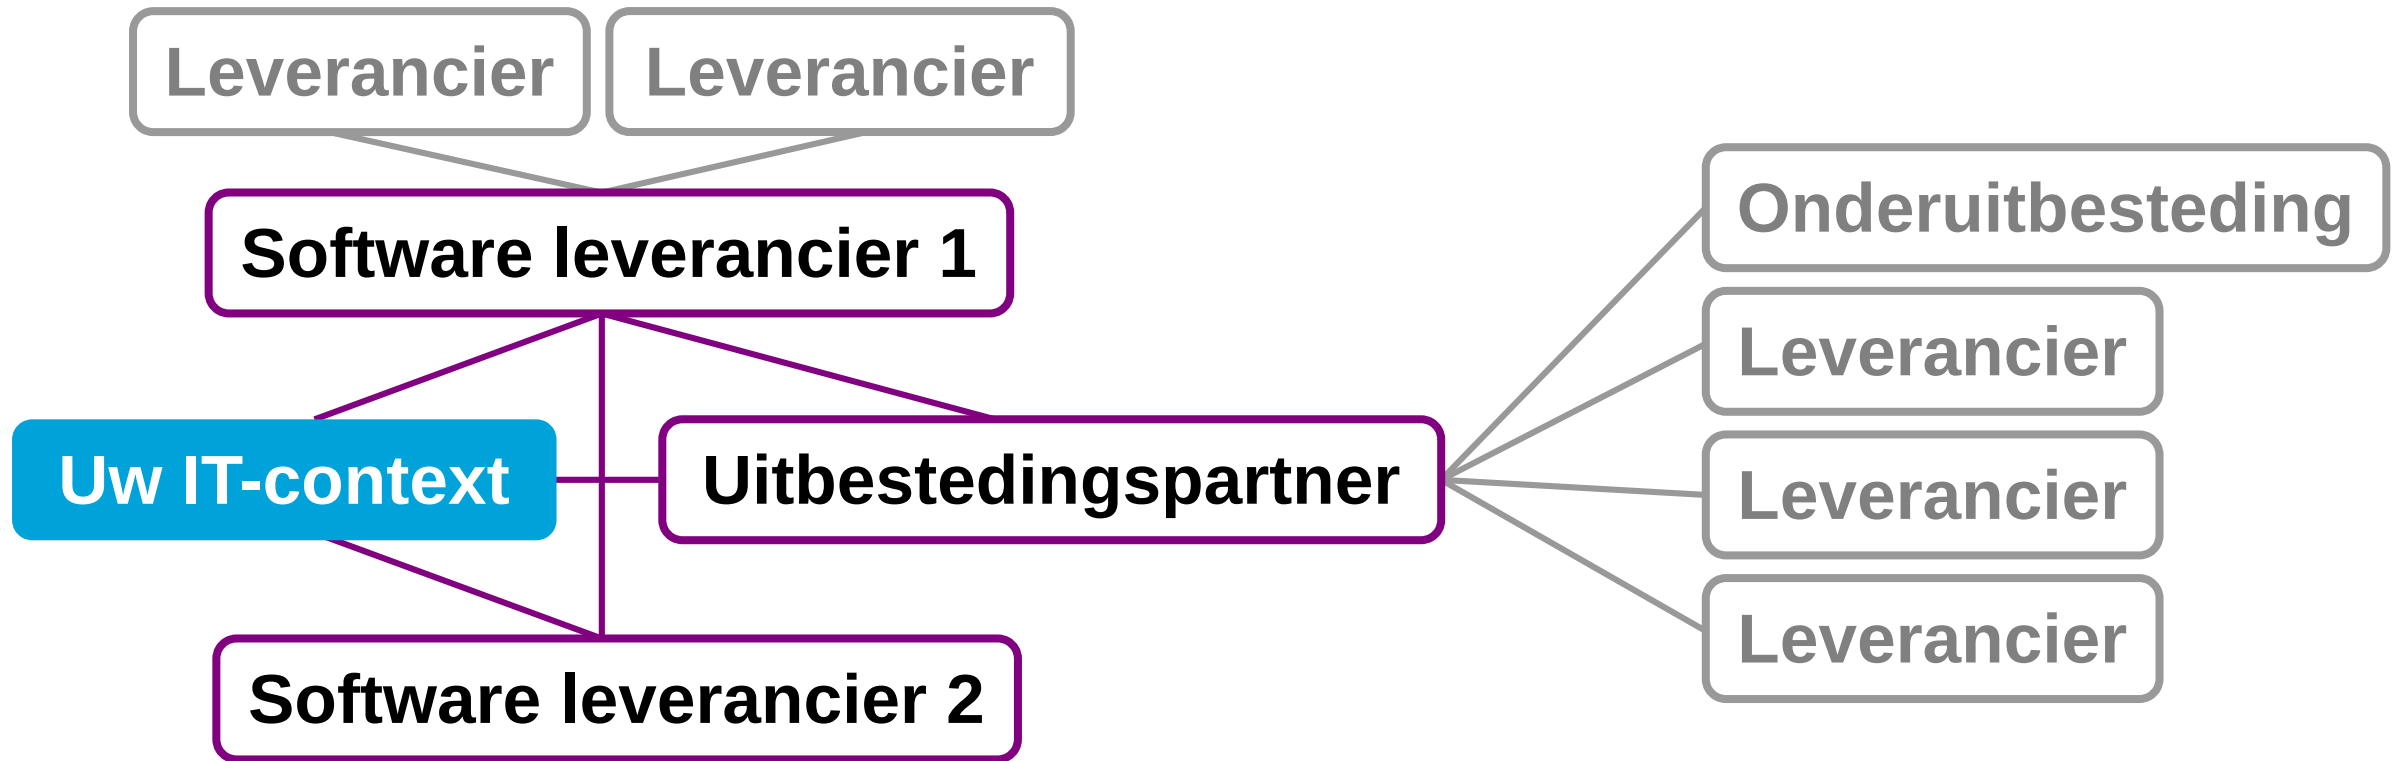 Leverancier
Leverancier
Software leverancier 1
Uw IT-context
Uitbestedingspartner
Software leverancier 2
Onderuitbesteding
Leverancier
Leverancier
Leverancier